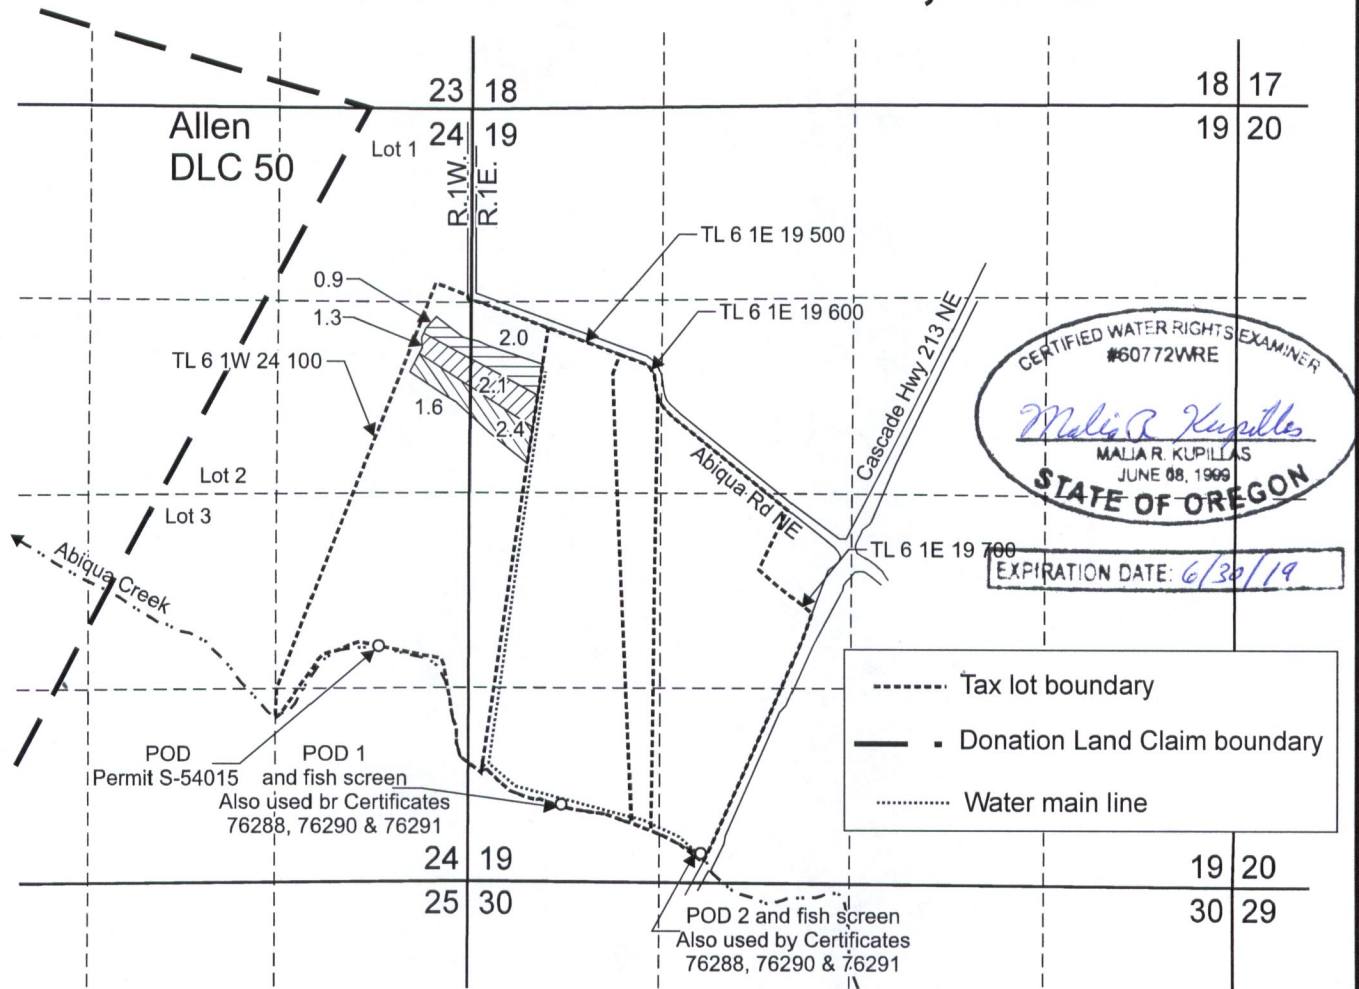 23 18
18 17
Allen
DLC 50
Lot 1
24 19
19 20
R.1W.
R.1E.
TL 6 1E 19 500
0.9
1.3
2.0
TL 6 1E 19 600
TL 6 1W 24 100
2.1
1.6
2.4
Cascade Hwy 213 NE
Abiqua Rd NE
CERTIFIED WATER RIGHTS EXAMINER
#60772WRE
Malia R Kupillas
MALIA R. KUPILLAS
JUNE 08, 1999
STATE OF OREGON
Lot 2
Lot 3
TL 6 1E 19 700
EXPIRATION DATE: 6/30/19
Abiqua Creek
Tax lot boundary
Donation Land Claim boundary
Water main line
POD
Permit S-54015
POD 1
and fish screen
Also used br Certificates
76288, 76290 & 76291
24 19
19 20
25 30
30 29
POD 2 and fish screen
Also used by Certificates
76288, 76290 & 76291